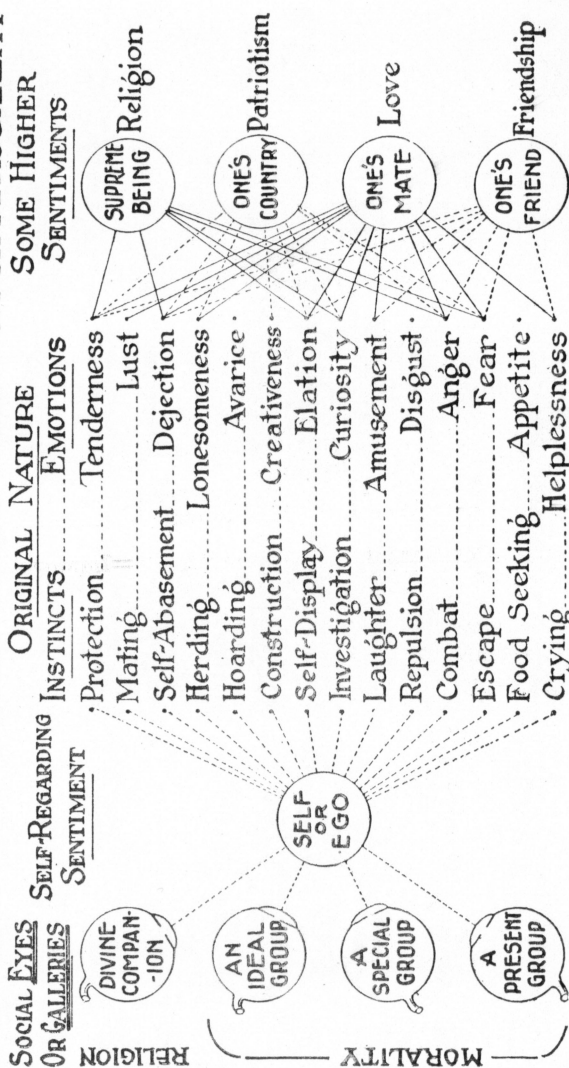 SOME HIGHER
SENTIMENTS
SUPREME
BEING
Religion
ONE'S
COUNTRY
Patriotism
ONE'S
MATE
Love
ONE'S
FRIEND
Friendship
ORIGINAL NATURE
INSTINCTS EMOTIONS
Protection Tenderness
Mating Lust
Self-Abasement Dejection
Herding Lonesomeness
Hoarding Avarice
Construction Creativeness
Self-Display Elation
Investigation Curiosity
Laughter Amusement
Repulsion Disgust
Combat Anger
Escape Fear
Food Seeking Appetite
Crying Helplessness
SELF-REGARDING
SENTIMENT
SELF
OR
EGO
SOCIAL EYES
OR GALLERIES
DIVINE
COMPAN-
-ION
AN
IDEAL
GROUP
A
SPECIAL
GROUP
A
PRESENT
GROUP
RELIGION
MORALITY